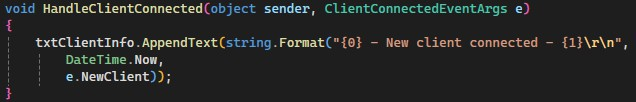 void HandleClientConnected(object sender, ClientConnectedEventArgs e)
{
txtClientInfo.AppendText(string.Format("{0} - New client connected - {1}\r\n",
DateTime.Now,
e.NewClient));
}